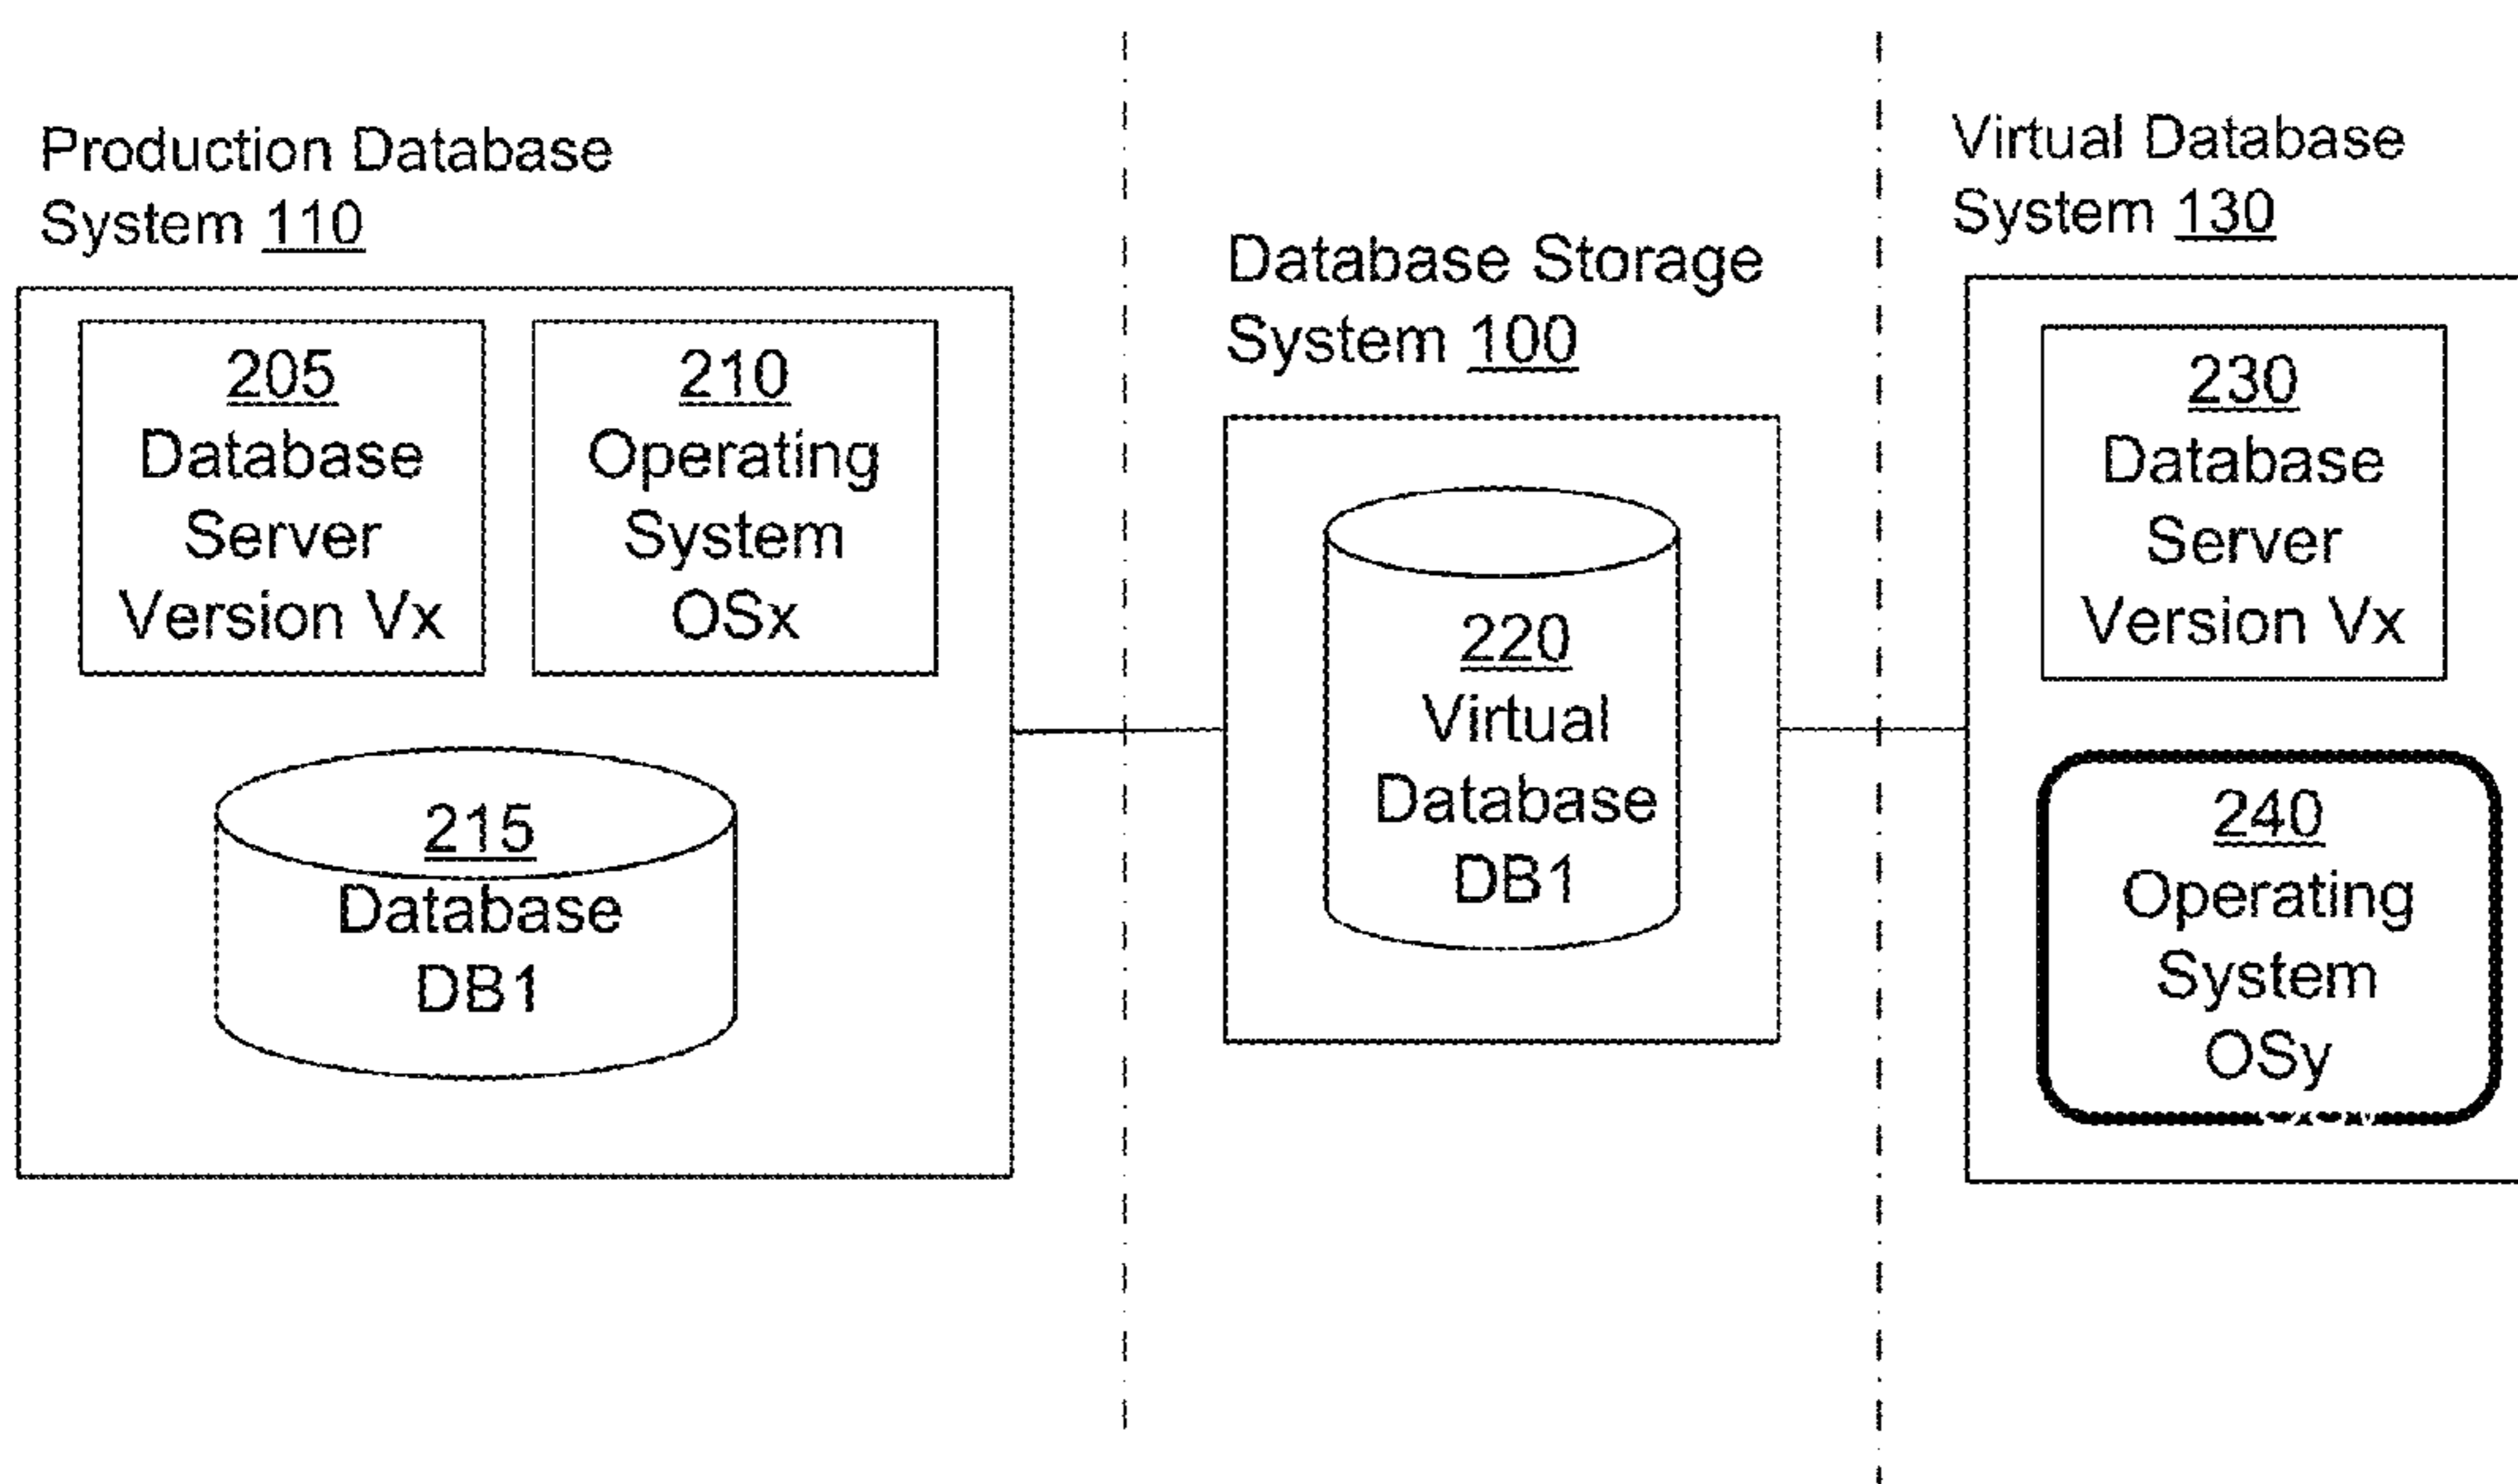 Production Database
System 110
205
Database
Server
Version Vx
210
Operating
System
OSx
215
Database
DB1
Database Storage
System 100
220
Virtual
Database
DB1
Virtual Database
System 130
230
Database
Server
Version Vx
240
Operating
System
OSy